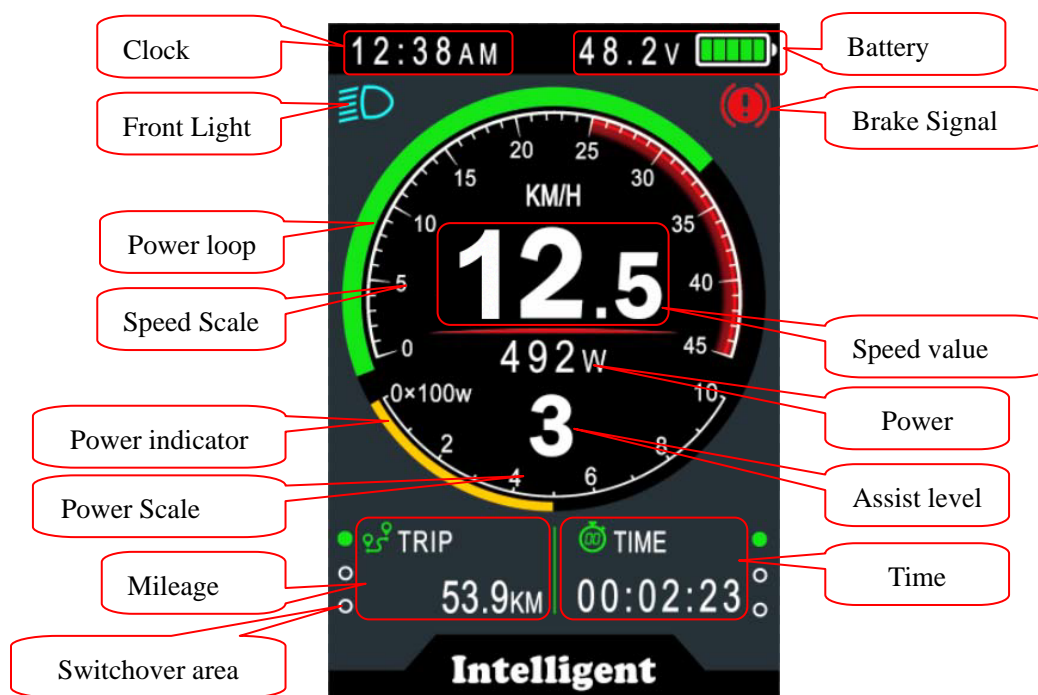 Clock
12:38AM
48.2V
Battery
Front Light
Brake Signal
20
25
15
30
KM/H
10
35
Power loop
12.5
5
40
Speed Scale
0
45
Speed value
492W
0×100w
10
Power
Power indicator
3
2
8
4
6
Power Scale
Assist level
TRIP
00
TIME
Mileage
Time
53.9KM
00:02:23
Switchover area
Intelligent